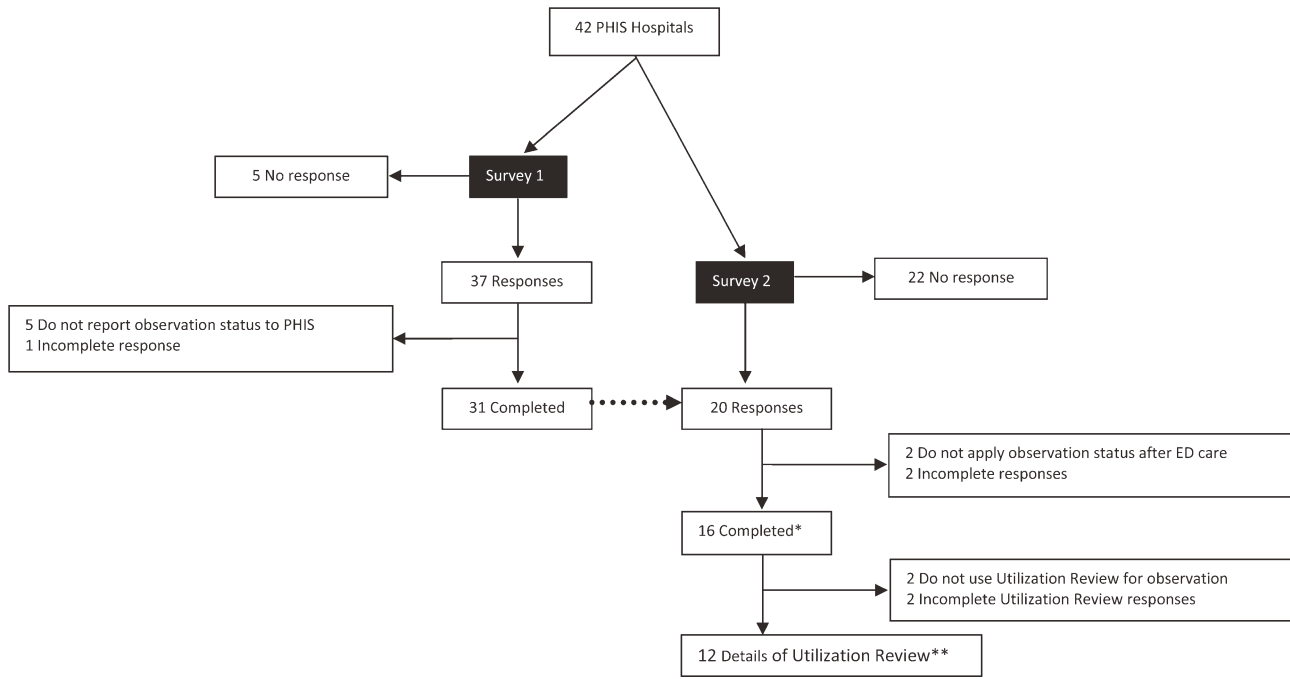 42 PHIS Hospitals
5 No response
Survey 1
37 Responses
Survey 2
22 No response
5 Do not report observation status to PHIS
1 Incomplete response
31 Completed
20 Responses
2 Do not apply observation status after ED care
2 Incomplete responses
16 Completed*
2 Do not use Utilization Review for observation
2 Incomplete Utilization Review responses
12 Details of Utilization Review**